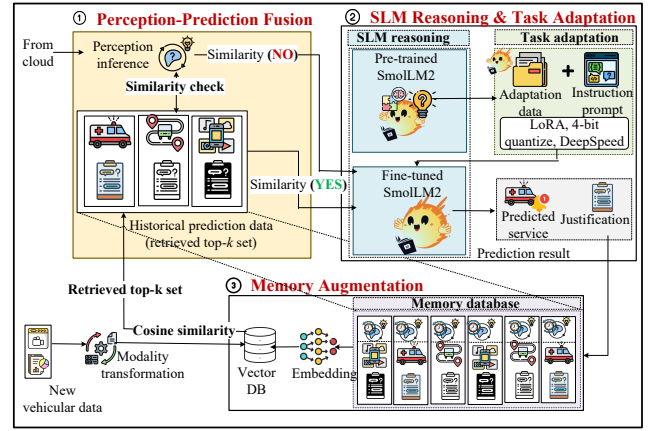 ① Perception-Prediction Fusion
From
cloud
Perception
inference
Similarity (NO)
Similarity check
Similarity (YES)
Historical prediction data
(retrieved top-k set)
② SLM Reasoning & Task Adaptation
SLM reasoning
Pre-trained
SmolLM2
Fine-tuned
SmolLM2
Task adaptation
Adaptation
data
Instruction
prompt
LoRA, 4-bit
quantize, DeepSpeed
Predicted
service
Justification
Prediction result
Retrieved top-k set
③ Memory Augmentation
Memory database
Cosine similarity
New
vehicular data
Modality
transformation
Vector
DB
Embedding